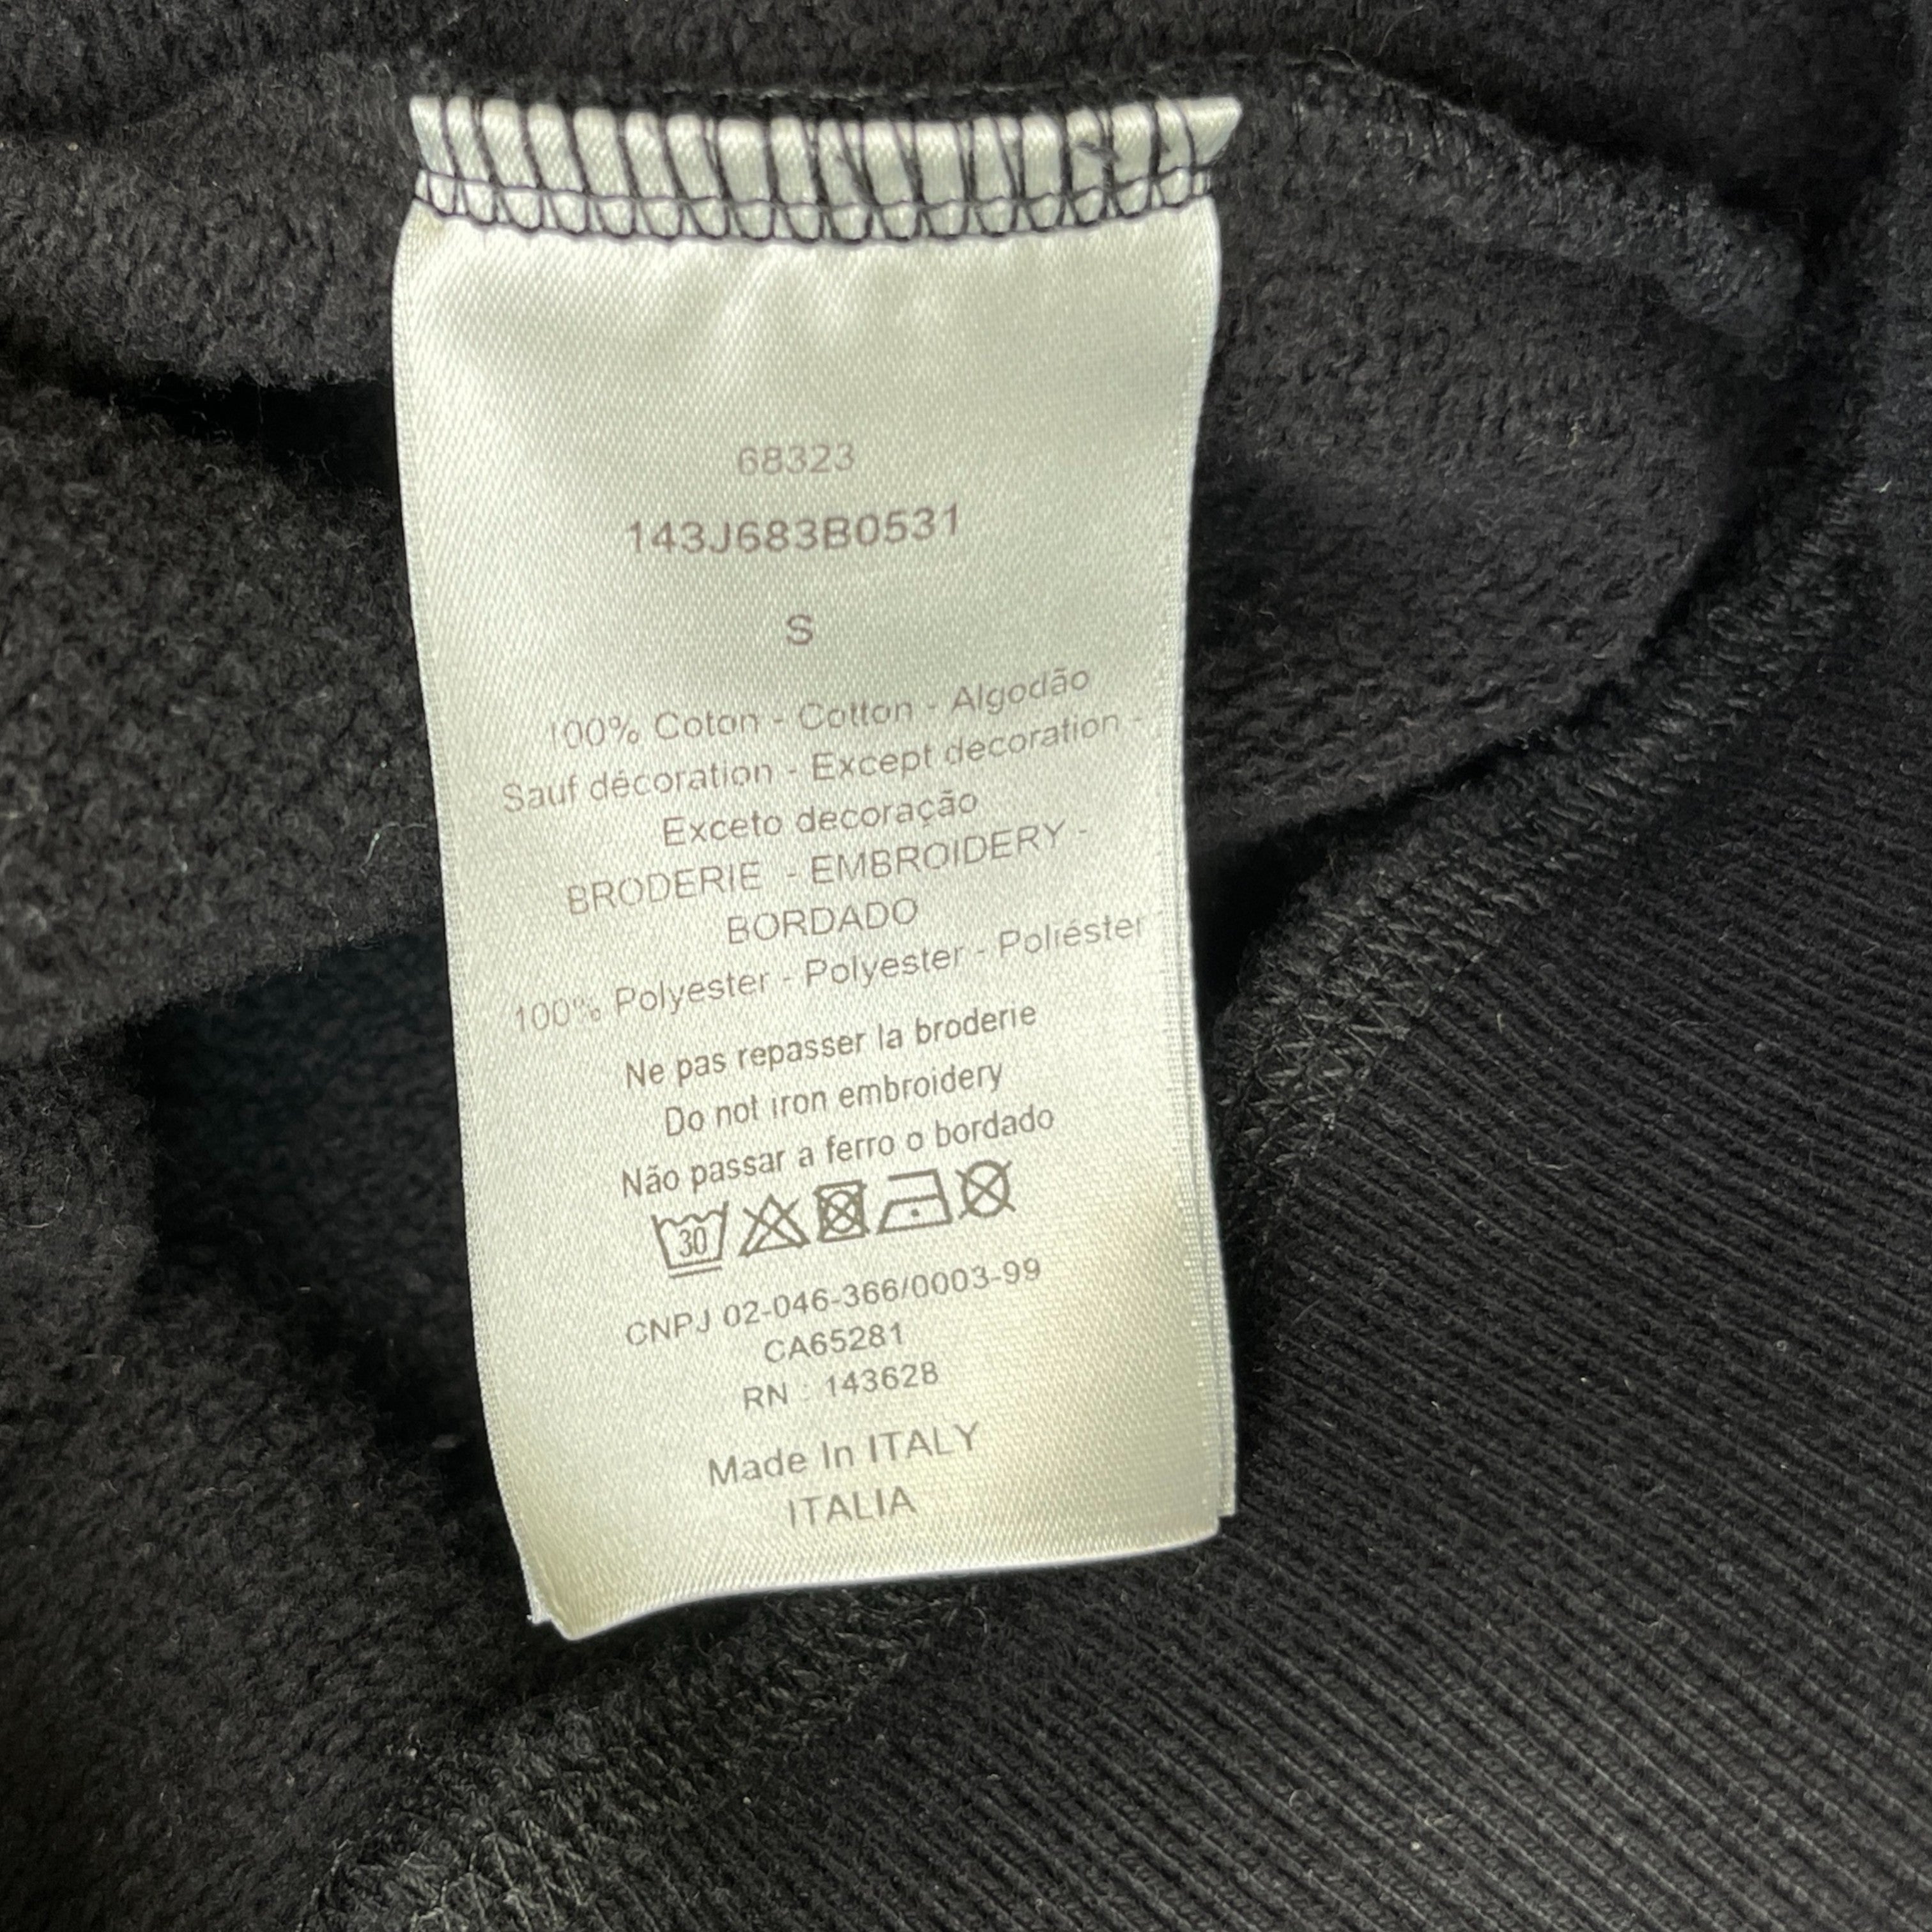 68323
143J683B0531
S
100% Coton - Cotton - Algodão
Sauf décoration - Except decoration -
Exceto decoração
BRODERIE - EMBROIDERY -
BORDADO
100% Polyester - Polyester - Poliéster
Ne pas repasser la broderie
Do not iron embroidery
Não passar a ferro o bordado
30
CNPJ 02-046-366/0003-99
CA65281
RN : 143628
Made In ITALY
ITALIA